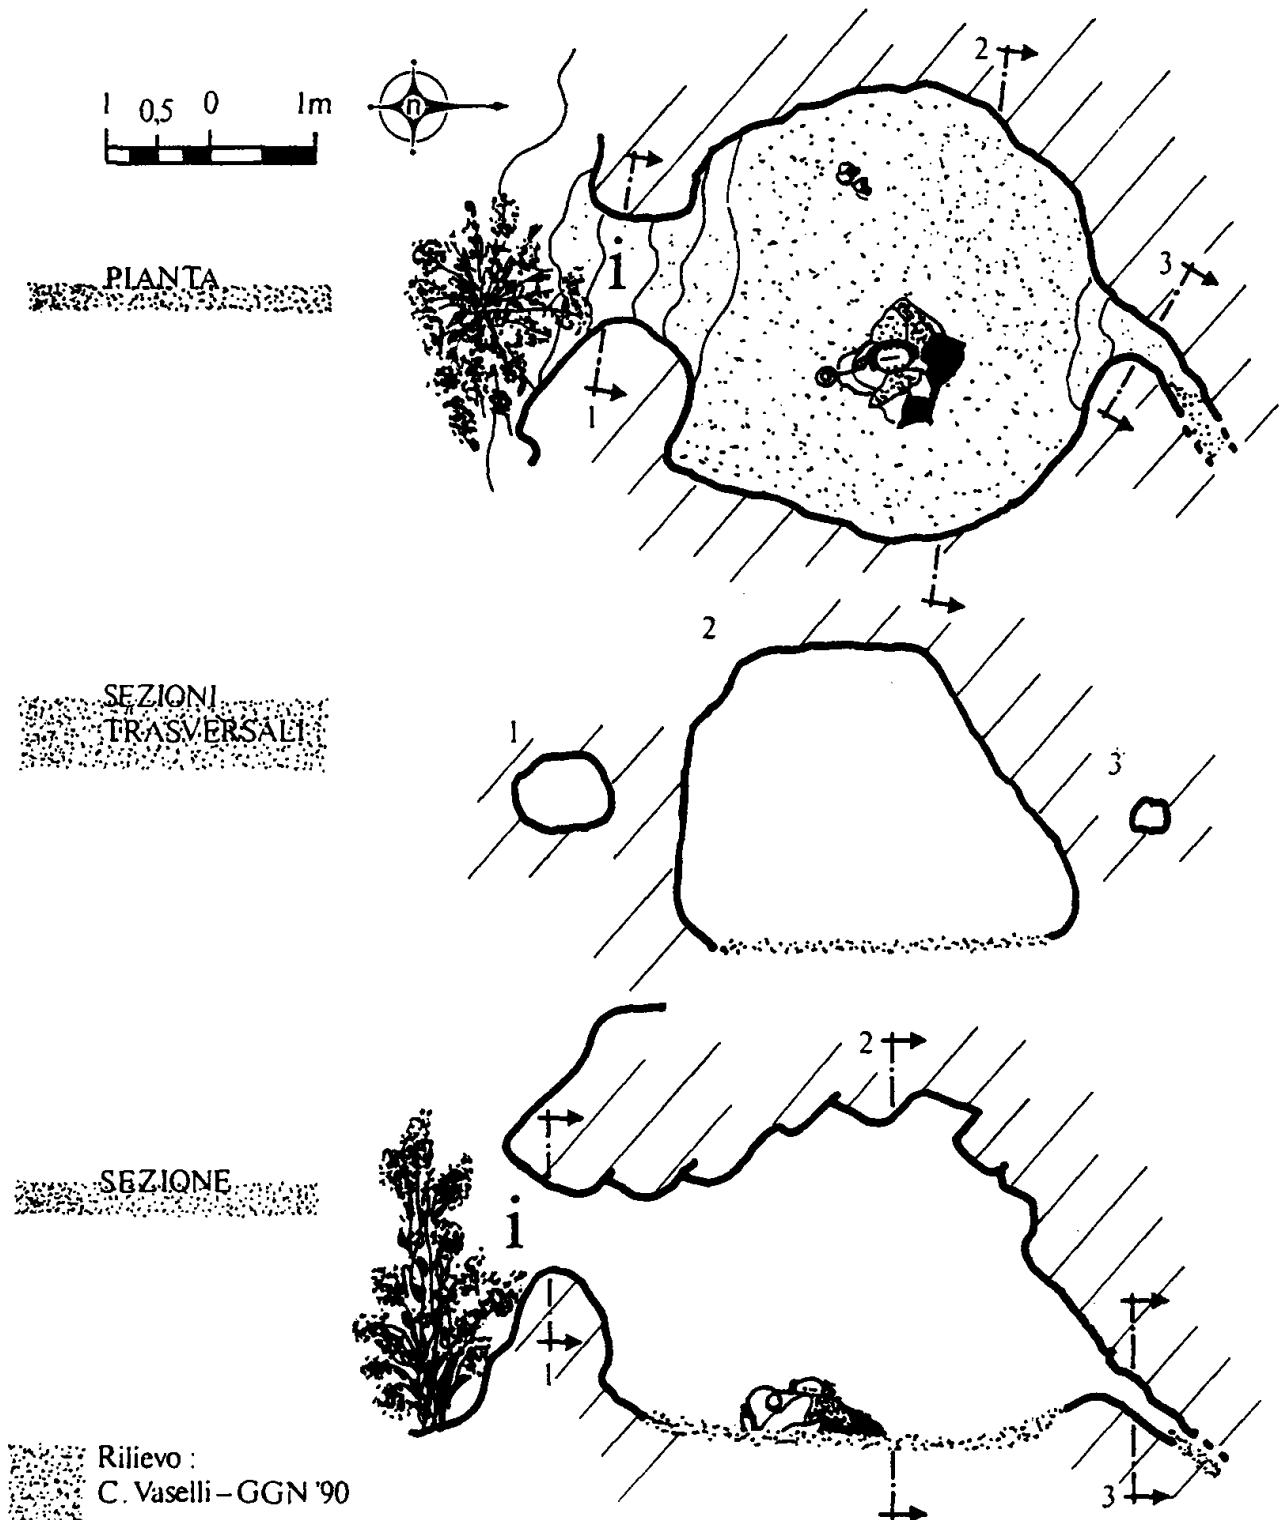 1 0,5 0 1m
n
2
PIANTA
i
3
1
2
SEZIONI
TRASVERSALI
1
3
2
SEZIONE
i
1
3
Rilievo :
C. Vaselli – GGN '90